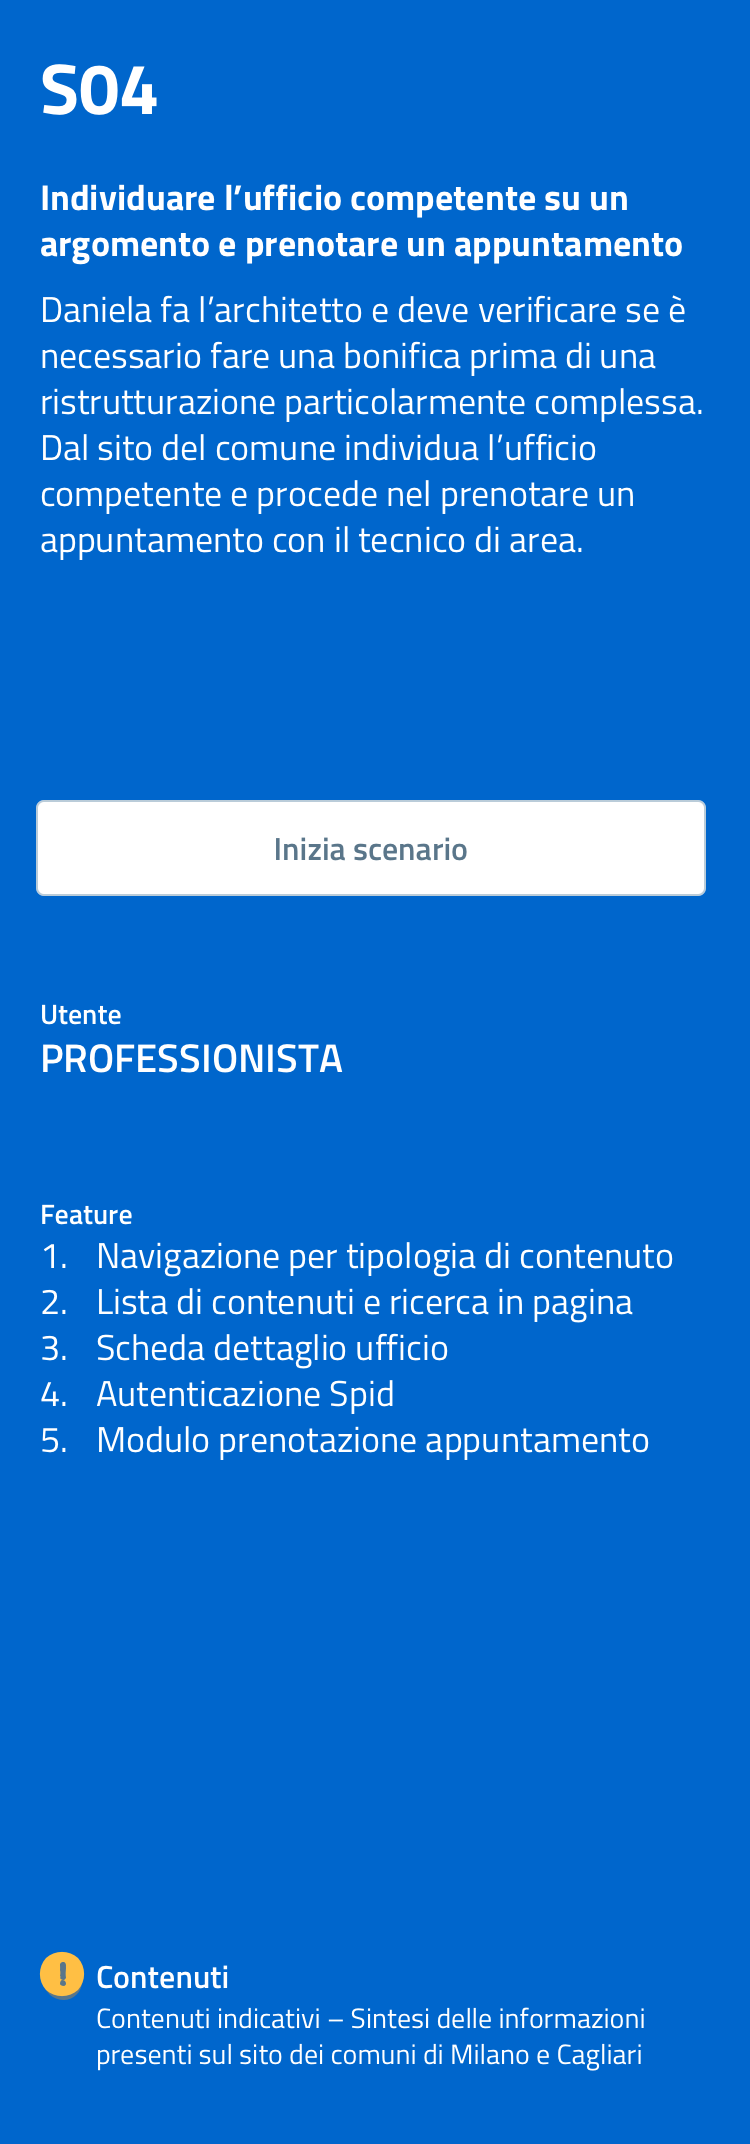 S04
Individuare l’ufficio competente su un
argomento e prenotare un appuntamento
Daniela fa l’architetto e deve verificare se è
necessario fare una bonifica prima di una
ristrutturazione particolarmente complessa.
Dal sito del comune individua l’ufficio
competente e procede nel prenotare un
appuntamento con il tecnico di area.
Inizia scenario
Utente
PROFESSIONISTA
Feature
1. Navigazione per tipologia di contenuto
2. Lista di contenuti e ricerca in pagina
3. Scheda dettaglio ufficio
4. Autenticazione Spid
5. Modulo prenotazione appuntamento
Contenuti
Contenuti indicativi – Sintesi delle informazioni
presenti sul sito dei comuni di Milano e Cagliari